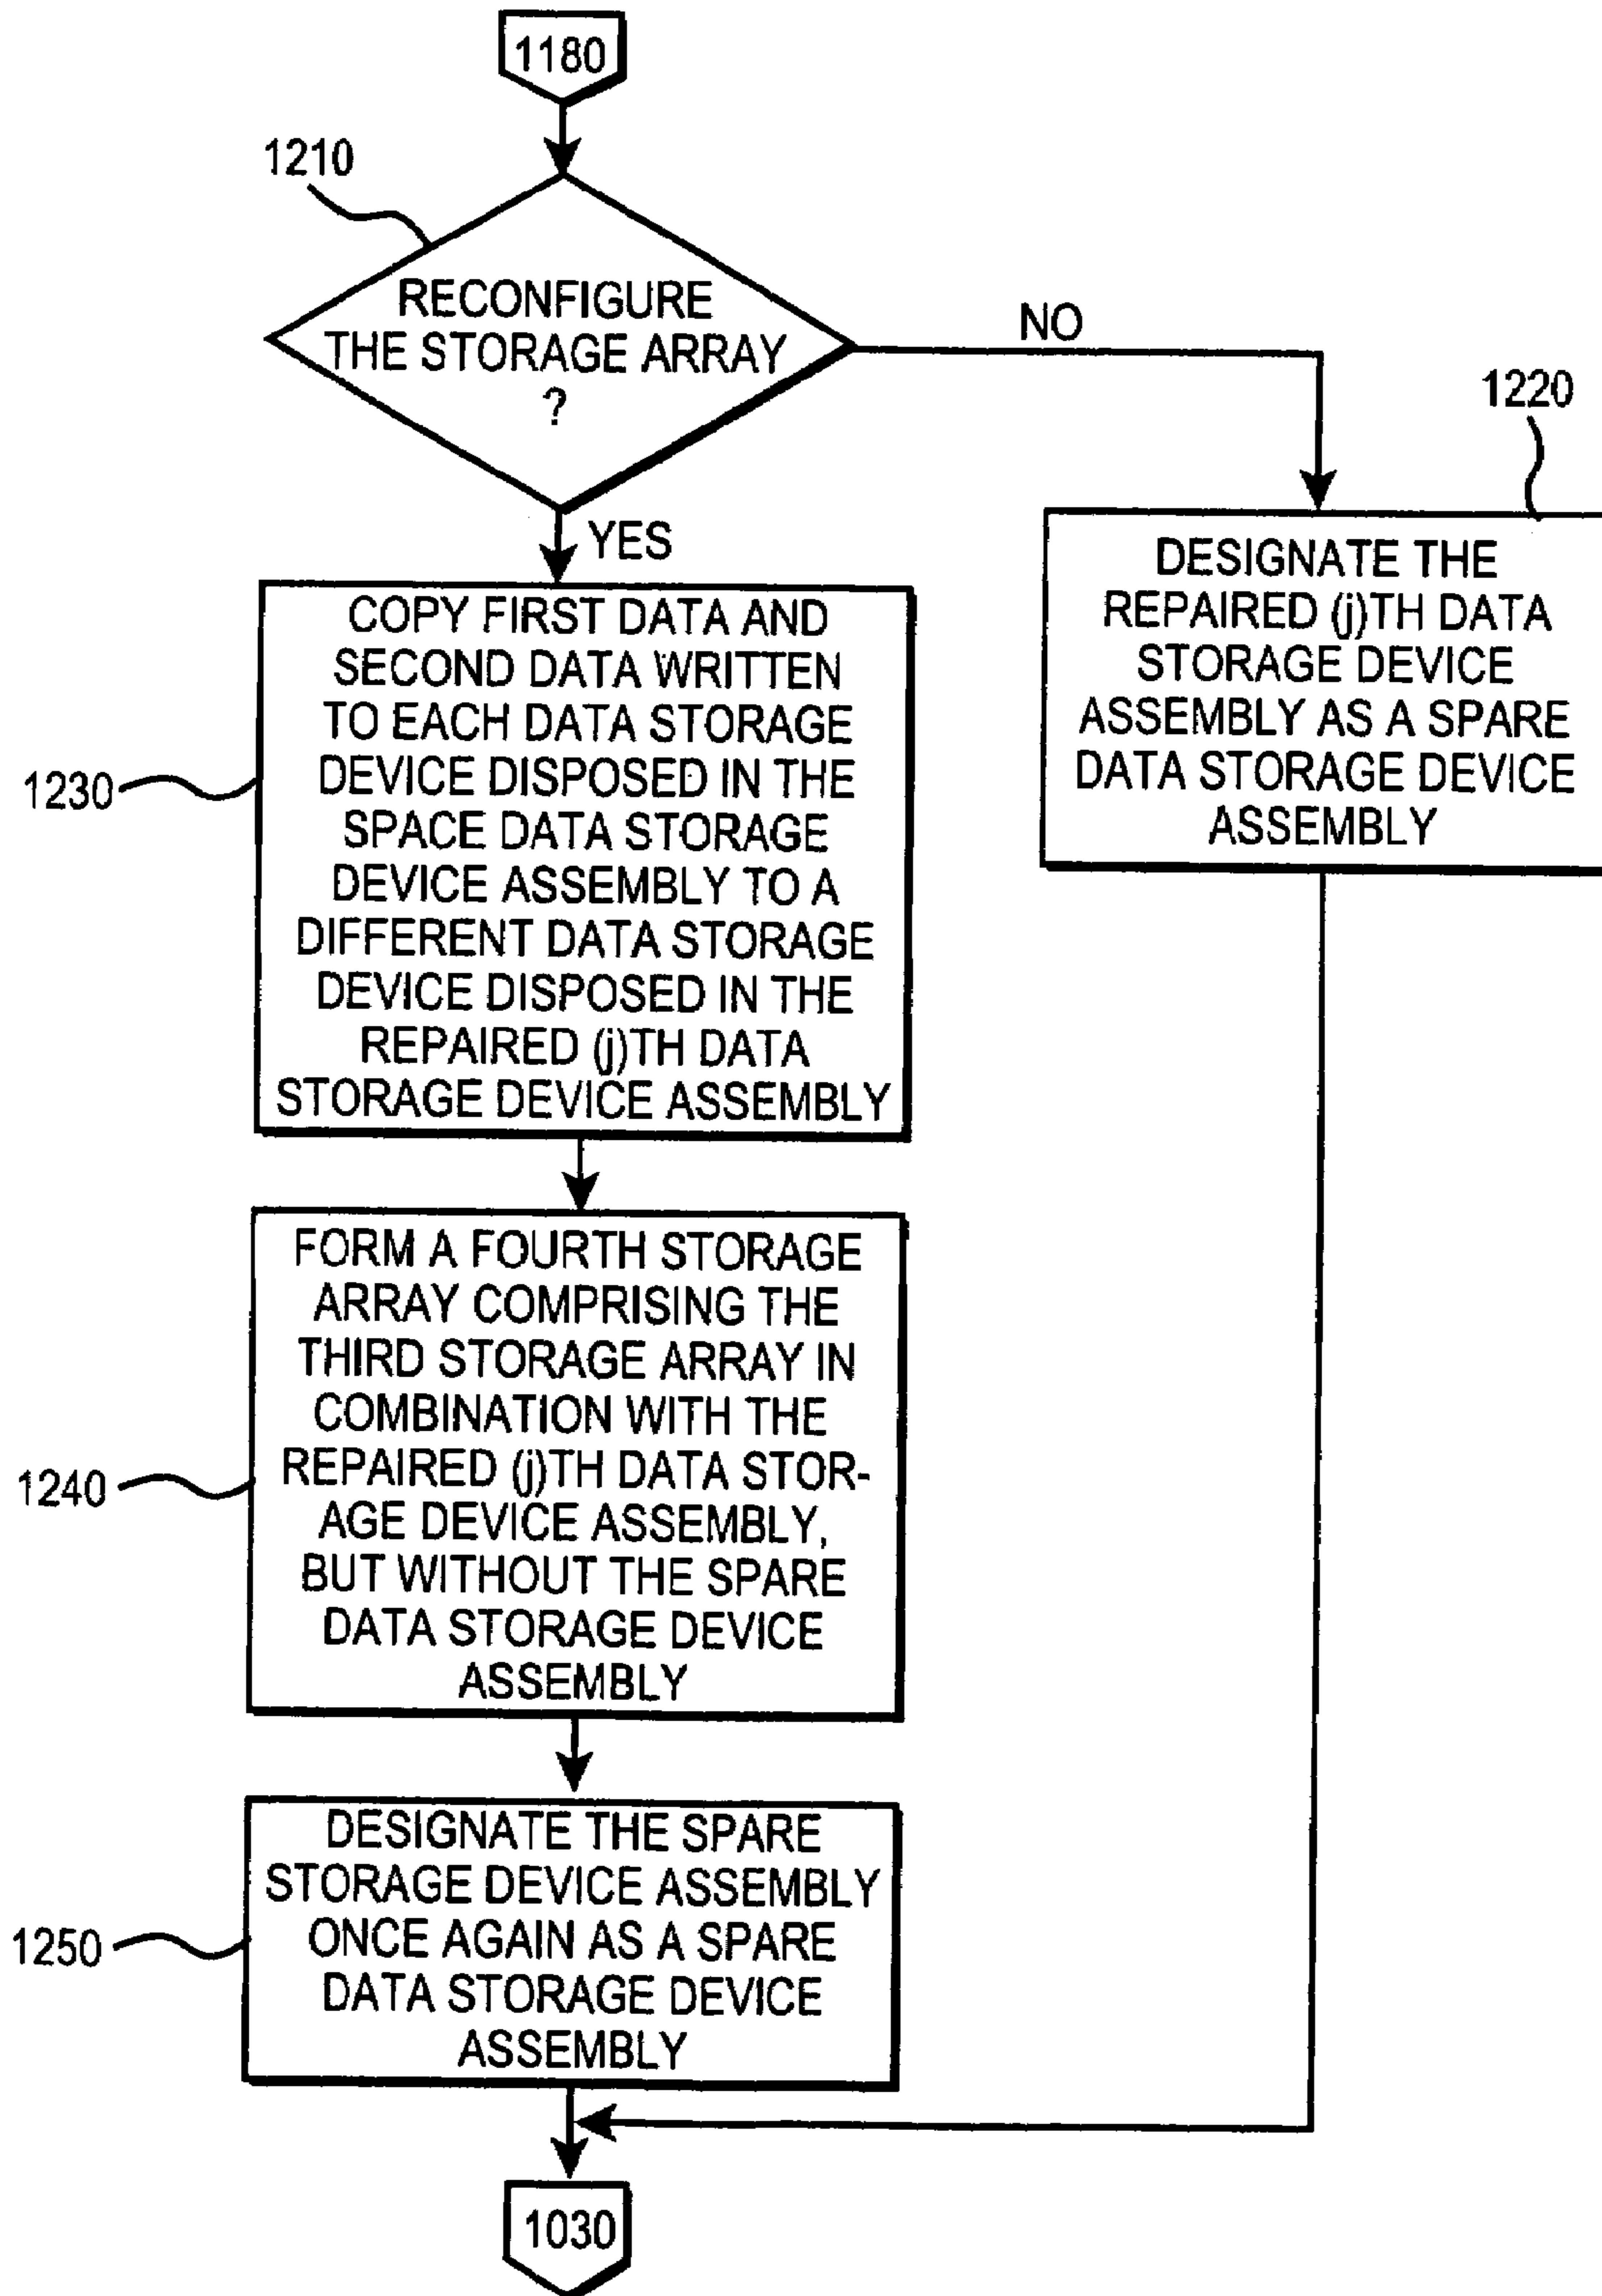 1180
1210
RECONFIGURE
THE STORAGE ARRAY
?
NO
YES
1220
DESIGNATE THE
REPAIRED (j)TH DATA
STORAGE DEVICE
ASSEMBLY AS A SPARE
DATA STORAGE DEVICE
ASSEMBLY
1230
COPY FIRST DATA AND
SECOND DATA WRITTEN
TO EACH DATA STORAGE
DEVICE DISPOSED IN THE
SPACE DATA STORAGE
DEVICE ASSEMBLY TO A
DIFFERENT DATA STORAGE
DEVICE DISPOSED IN THE
REPAIRED (j)TH DATA
STORAGE DEVICE ASSEMBLY
1240
FORM A FOURTH STORAGE
ARRAY COMPRISING THE
THIRD STORAGE ARRAY IN
COMBINATION WITH THE
REPAIRED (j)TH DATA STOR-
AGE DEVICE ASSEMBLY,
BUT WITHOUT THE SPARE
DATA STORAGE DEVICE
ASSEMBLY
1250
DESIGNATE THE SPARE
STORAGE DEVICE ASSEMBLY
ONCE AGAIN AS A SPARE
DATA STORAGE DEVICE
ASSEMBLY
1030